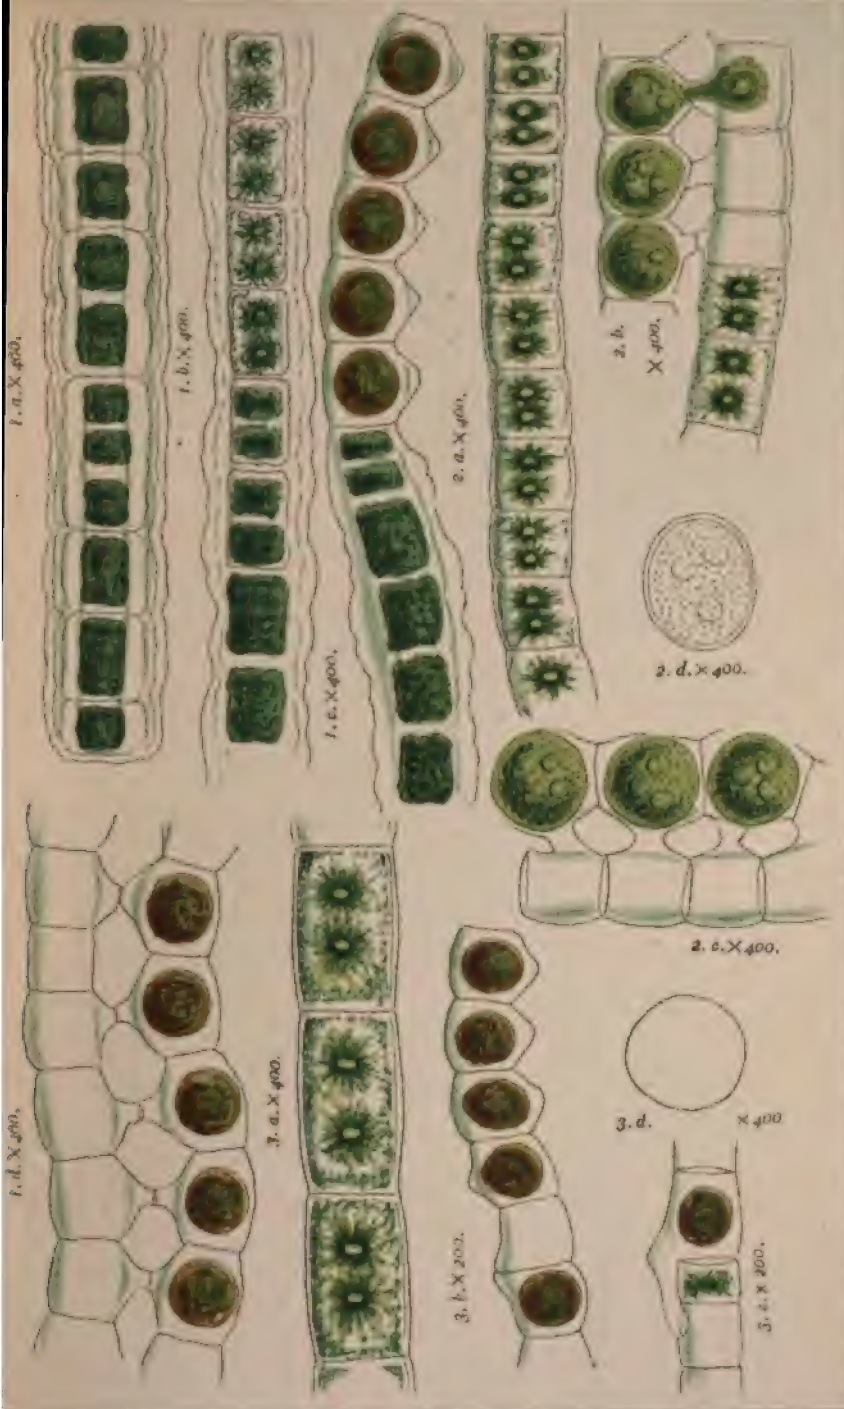 1. a. X 400.
1. b. X 400.
1. c. X 400.
2. a. X 400.
2. b.
X 400.
2. d. X 400.
2. c. X 400.
1. d. X 400.
3. a. X 400.
3. b. X 200.
3. d. X 400
3. c. X 200.